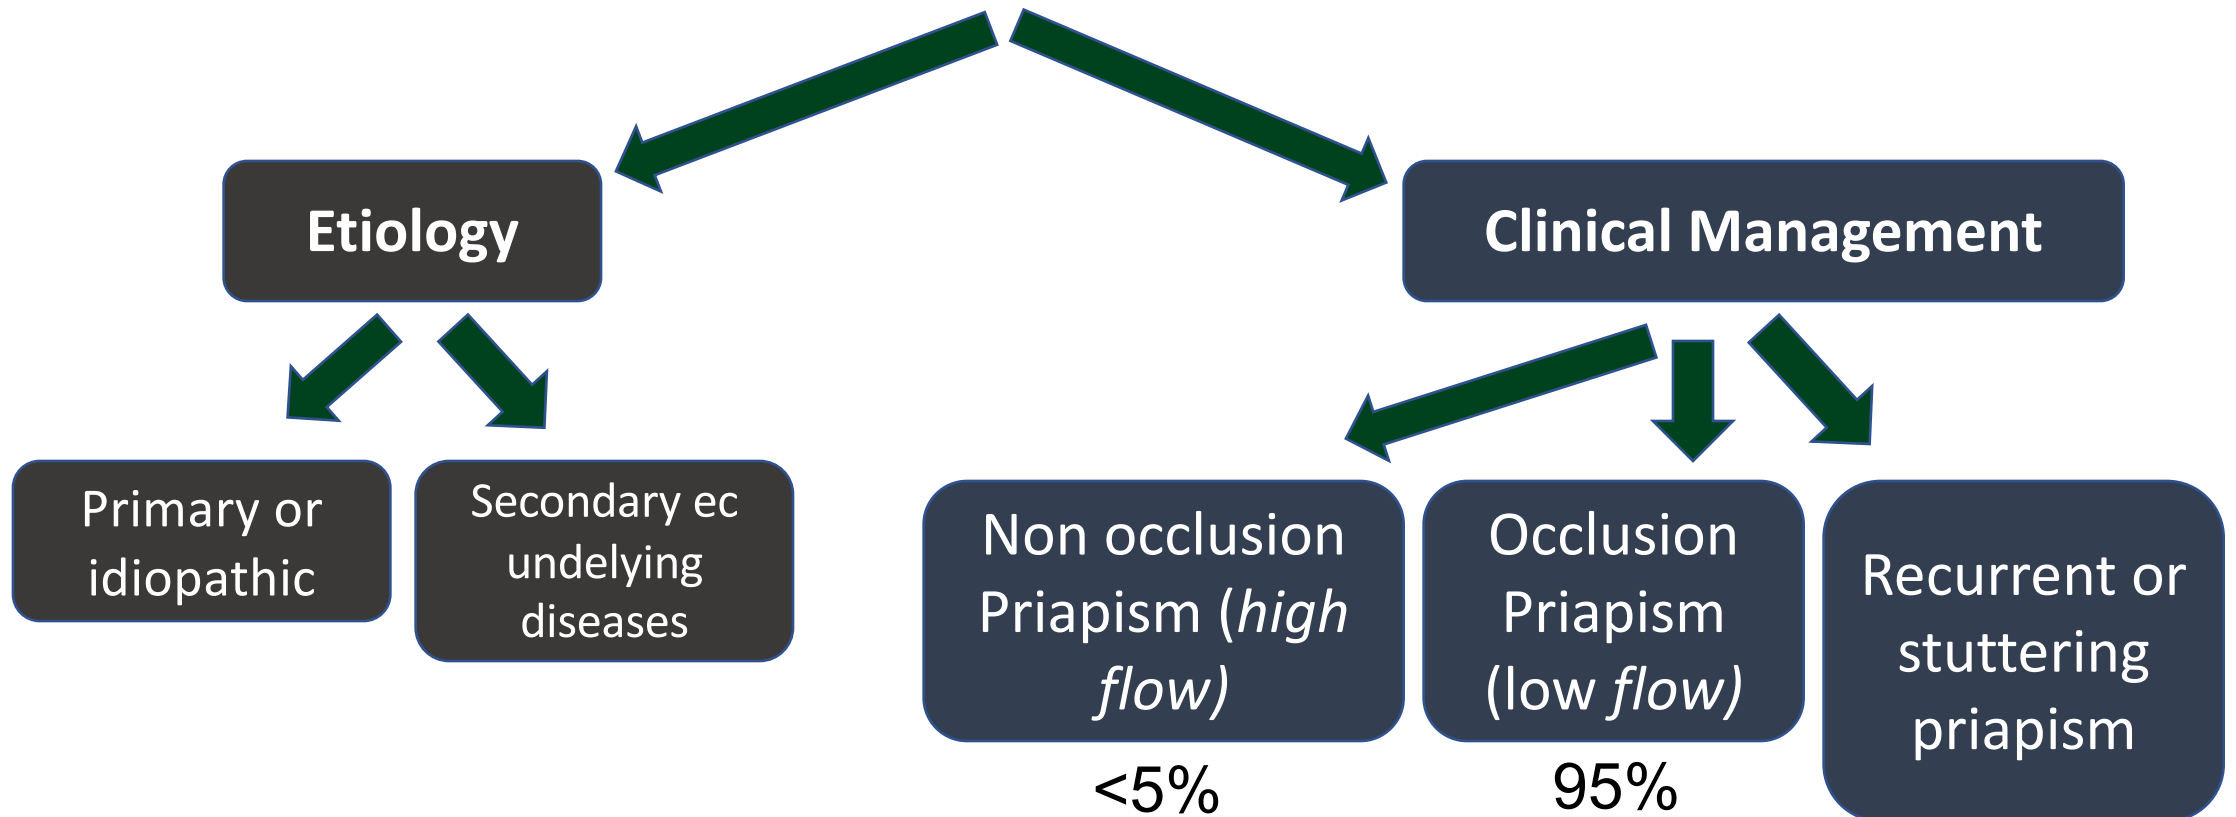 Etiology
Clinical Management
Primary or
idiopathic
Secondary ec
undelying
diseases
Non occlusion
Priapism (high
flow)
<5%
Occlusion
Priapism
(low flow)
95%
Recurrent or
stuttering
priapism